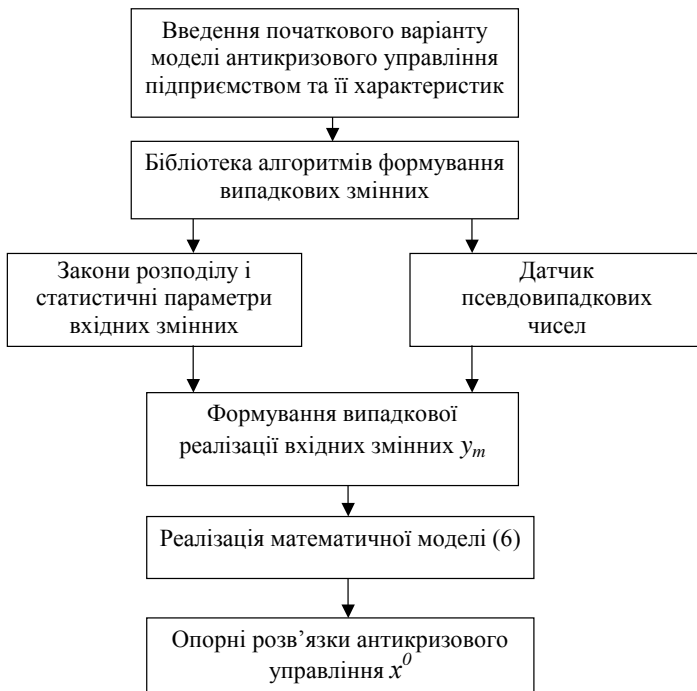 Введення початкового варіанту
моделі антикризового управління
підприємством та її характеристик
Бібліотека алгоритмів формування
випадкових змінних
Закони розподілу і
статистичні параметри
вхідних змінних
Датчик
псевдовипадкових
чисел
Формування випадкової
реалізації вхідних змінних yₘ
Реалізація математичної моделі (6)
Опорні розв’язки антикризового
управління x⁰